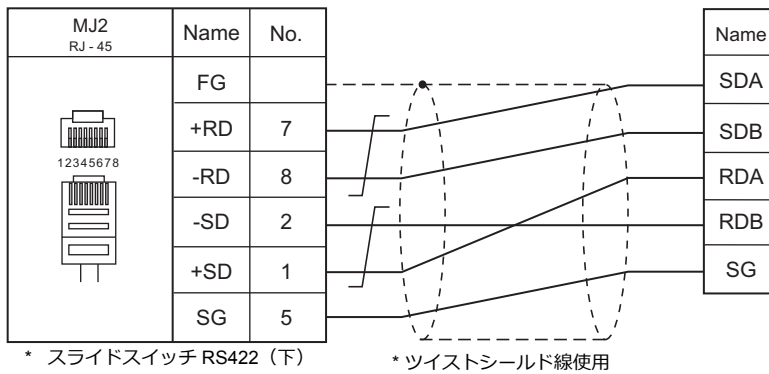 MJ2
RJ - 45
Name No.
FG
+RD 7
-RD 8
-SD 2
+SD 1
SG 5
12345678
Name
SDA
SDB
RDA
RDB
SG
* スライドスイッチ RS422（下）
* ツイストシールド線使用